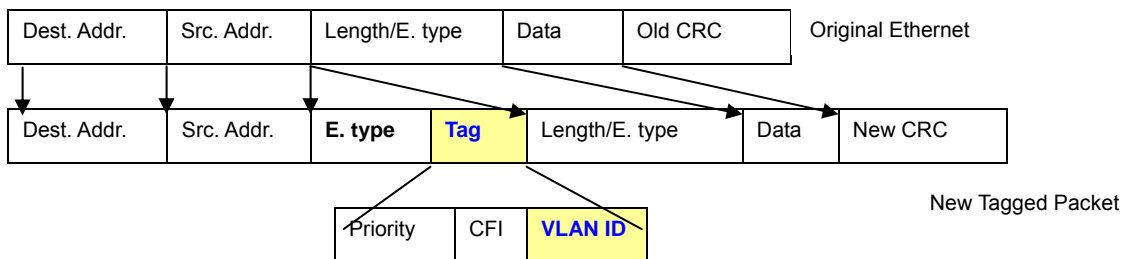 Dest. Addr. Src. Addr. Length/E. type Data Old CRC Original Ethernet
Dest. Addr. Src. Addr. E. type Tag Length/E. type Data New CRC
New Tagged Packet
Priority CFI VLAN ID